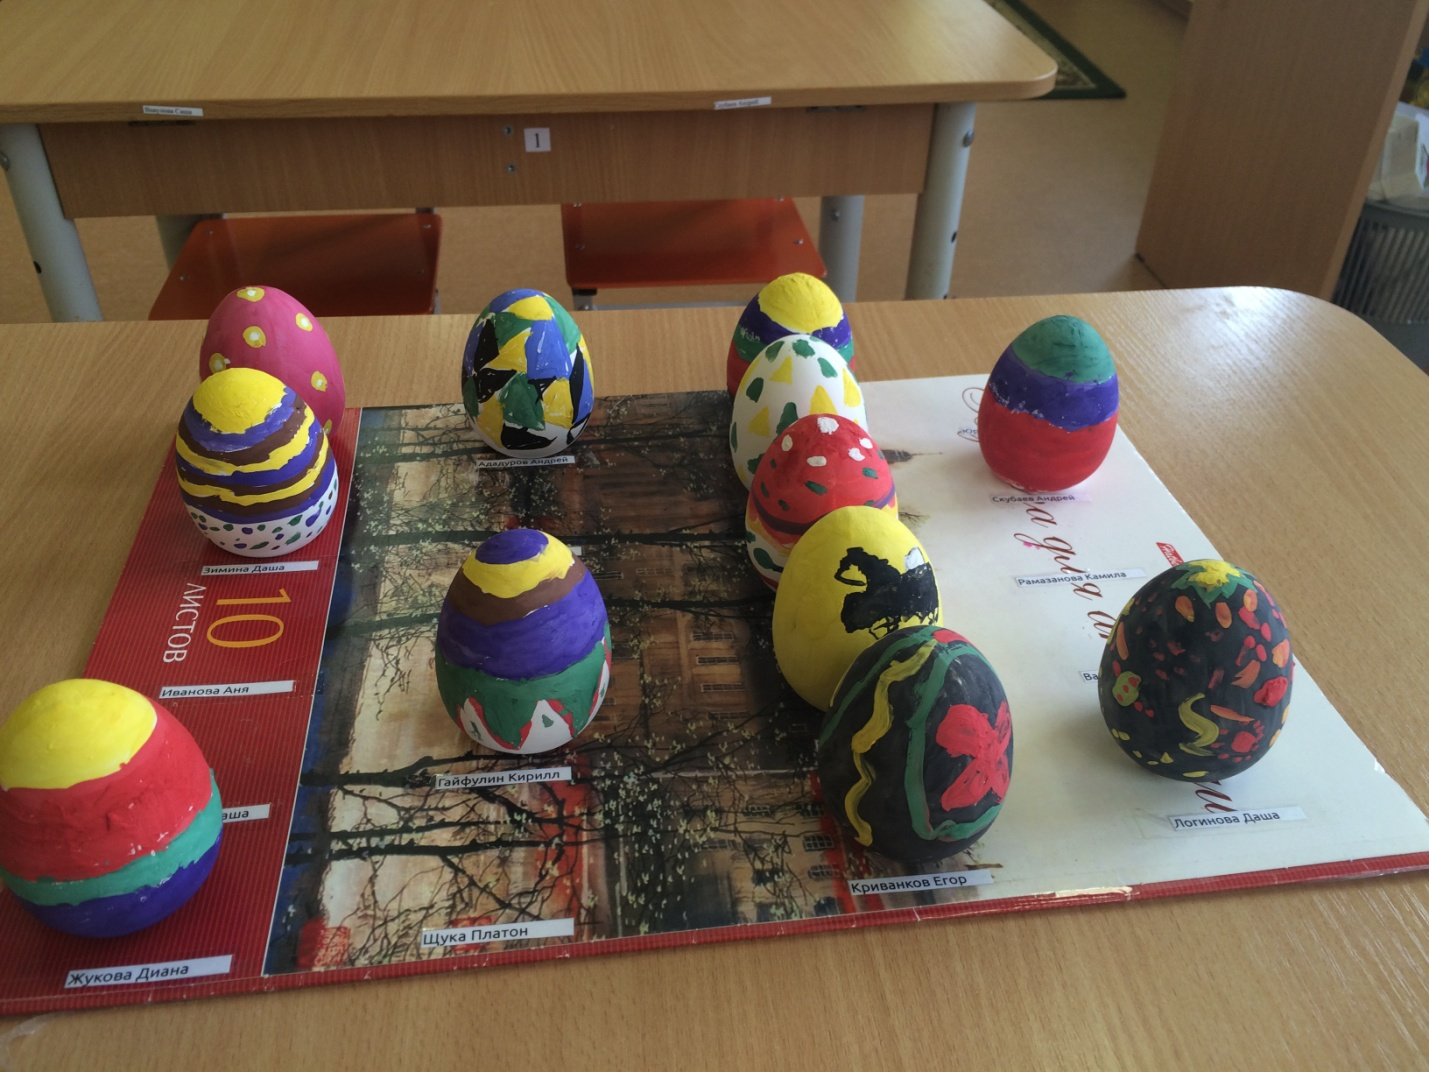 1
Ададуров Андрей
Скубаев Андрей
Зимина Даша
Рамазанова Камила
10
ЛИСТОВ
Иванова Аня
Гайфулин Кирилл
Логинова Даша
Криванков Егор
Щука Платон
Жукова Диана